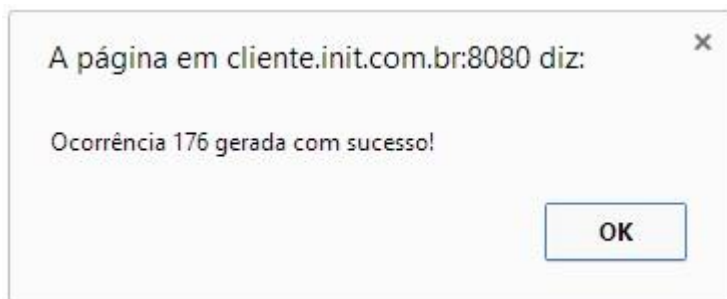 A página em cliente.init.com.br:8080 diz:
Ocorrência 176 gerada com sucesso!
OK